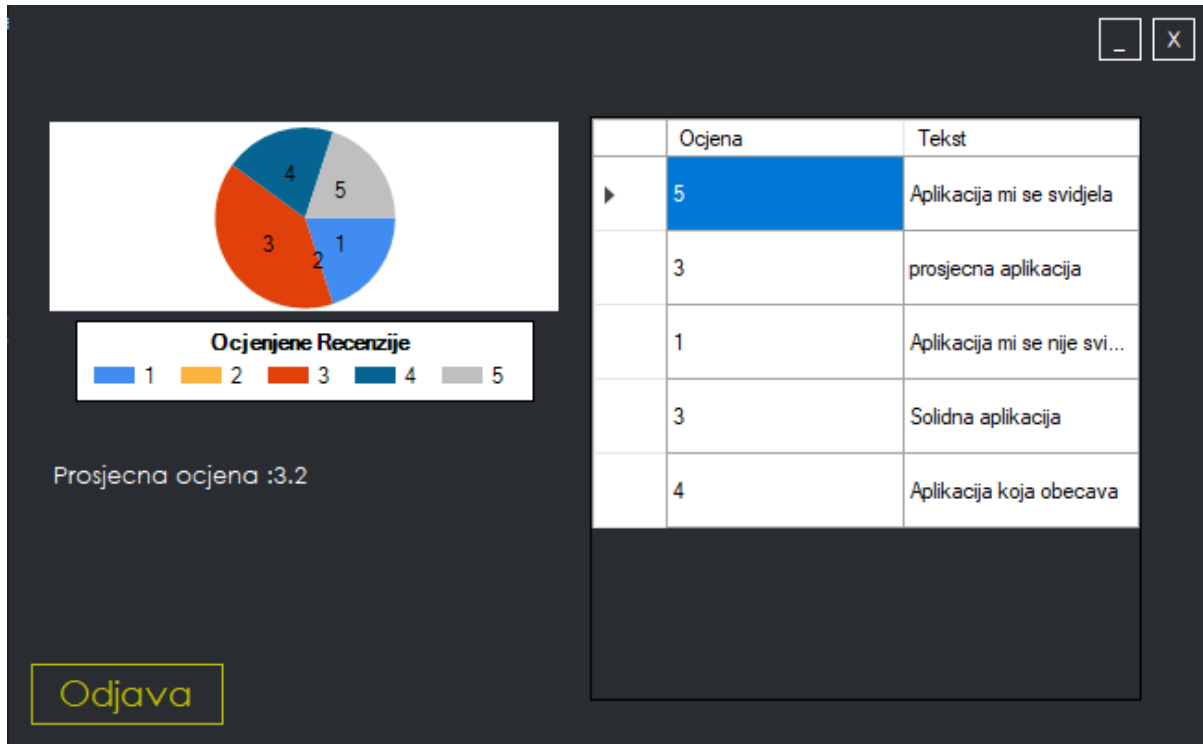 _ X
4
5
3
1
2
Ocjenjene Recenzije
1 2 3 4 5
Prosjecna ocjena :3.2
Odjava
Ocjena Tekst
5 Aplikacija mi se svidjela
3 prosjecna aplikacija
1 Aplikacija mi se nije svi...
3 Solidna aplikacija
4 Aplikacija koja obecava